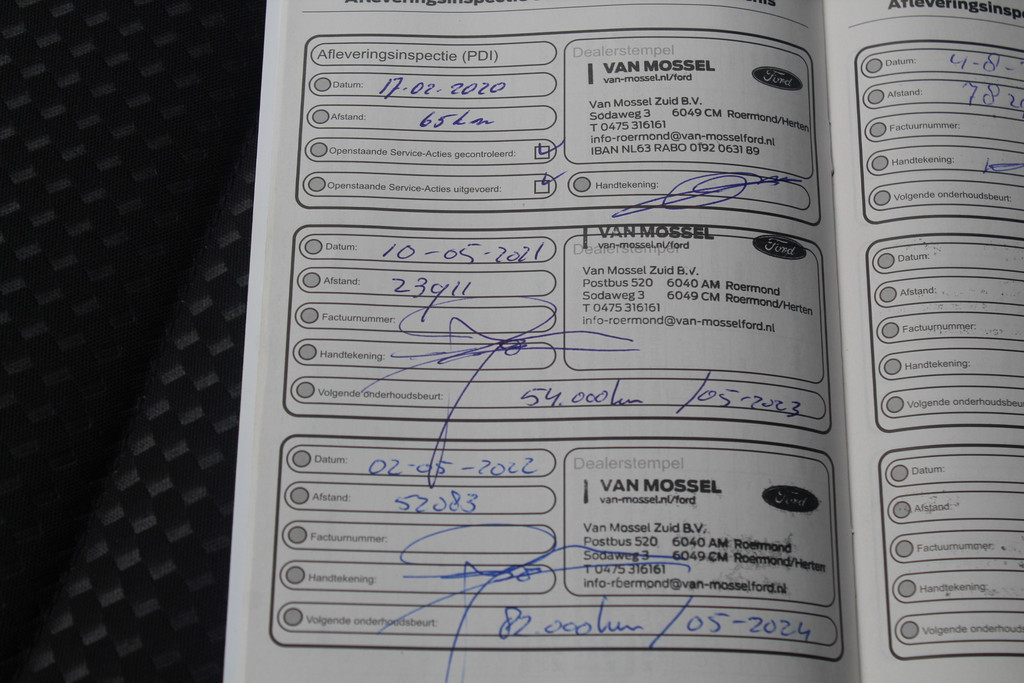 Afleveringsinspectie (PDI)
Datum: 17-02-2020
Afstand: 65km
Openstaande Service-Acties gecontroleerd:
Openstaande Service-Acties uitgevoerd:
Dealerstempel
VAN MOSSEL
van-mossel.nl/ford
Ford
Van Mossel Zuid B.V.
Sodaweg 3 6049 CM Roermond/Herten
T 0475 316161
info-roermond@van-mosselford.nl
IBAN NL63 RABO 0192 0631 89
Handtekening:
Datum: 10-05-2021
Afstand: 23911
Factuurnummer:
Handtekening:
Volgende onderhoudsbeurt: 54.000km /05-2023
VAN MOSSEL
van-mossel.nl/ford
Dealerstempel
Ford
Van Mossel Zuid B.V.
Postbus 520 6040 AM Roermond
Sodaweg 3 6049 CM Roermond/Herten
T 0475 316161
info-roermond@van-mosselford.nl
Datum: 02-05-2022
Afstand: 52083
Factuurnummer:
Handtekening:
Volgende onderhoudsbeurt: 82.000km /05-2024
Dealerstempel
VAN MOSSEL
van-mossel.nl/ford
Ford
Van Mossel Zuid B.V.
Postbus 520 6040 AM Roermond
Sodaweg 3 6049 CM Roermond/Herten
T 0475 316161
info-roermond@van-mosselford.nl
Afleveringsinsp
Datum: 4-8-
Afstand: 782
Factuurnummer:
Handtekening:
Volgende onderhoudsbeurt:
Datum:
Afstand:
Factuurnummer:
Handtekening:
Volgende onderhoudsbeu
Datum:
Afstand:
Factuurnummer:
Handtekening:
Volgende onderhouds